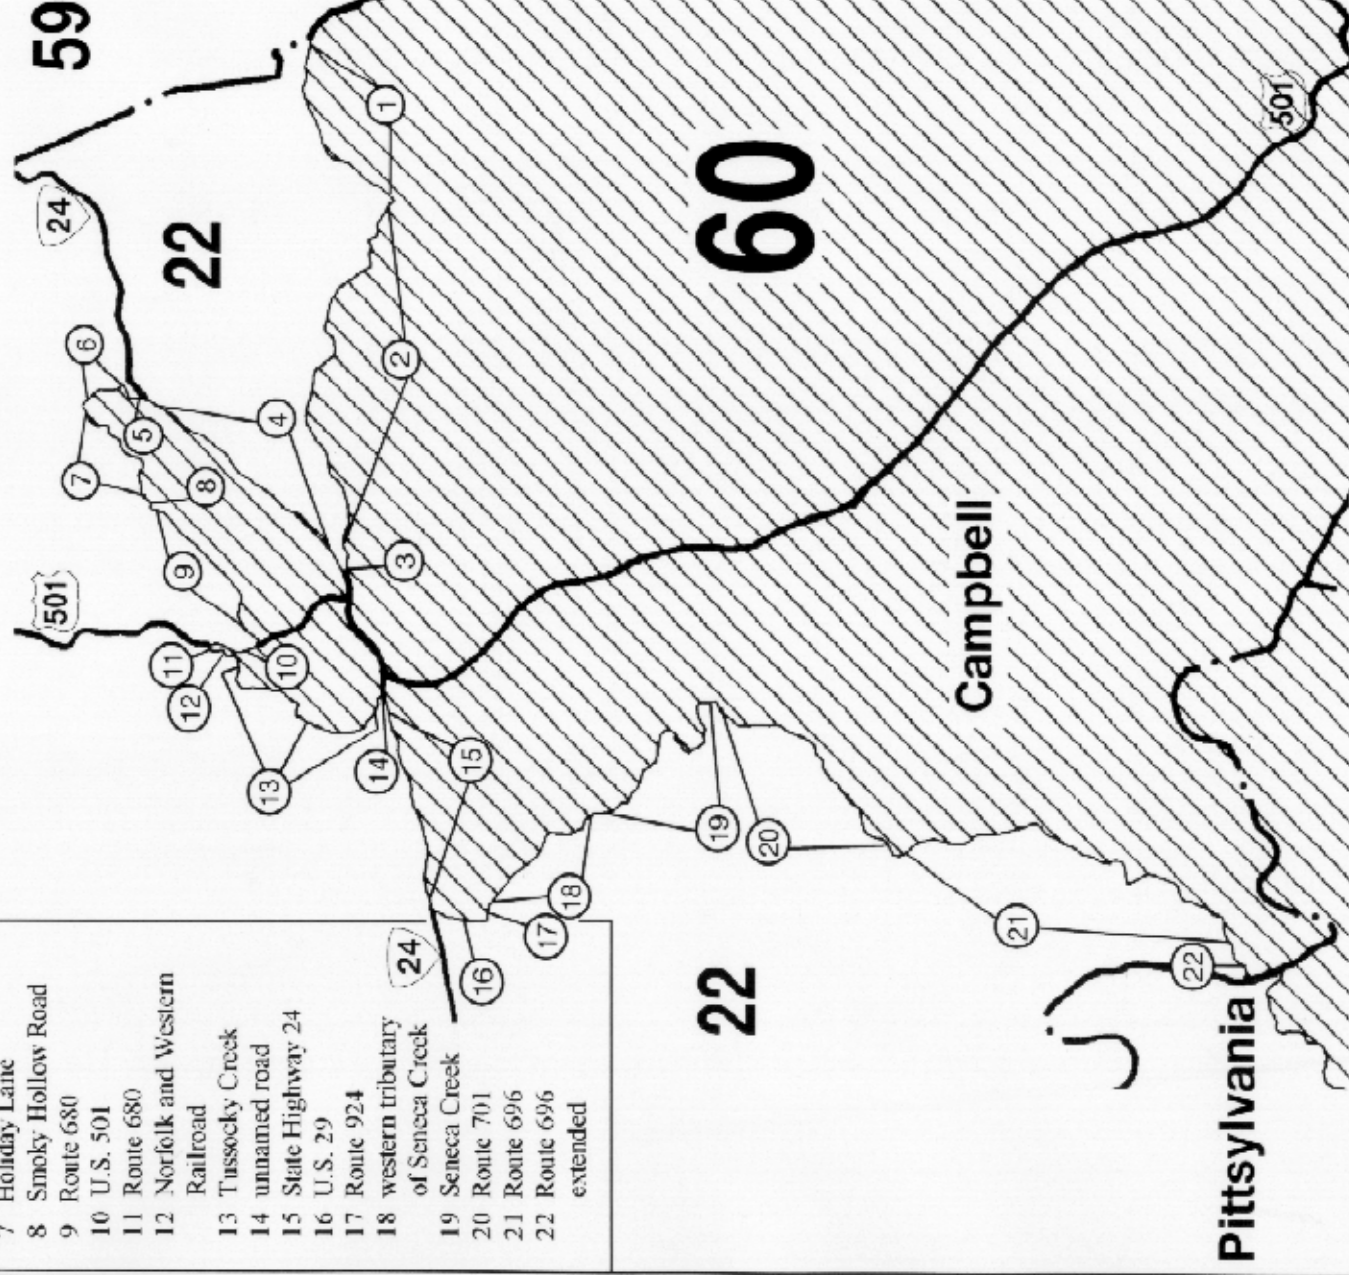 7 Holiday Lane
8 Smoky Hollow Road
9 Route 680
10 U.S. 501
11 Route 680
12 Norfolk and Western
Railroad
13 Tussocky Creek
14 unnamed road
15 State Highway 24
16 U.S. 29
17 Route 924
18 western tributary
of Seneca Creek
19 Seneca Creek
20 Route 701
21 Route 696
22 Route 696
extended
59
24
22
60
501
1
2
3
4
5
6
7
8
9
501
10
11
12
13
14
15
16
17
18
19
20
21
22
24
22
Campbell
Pittsylvania